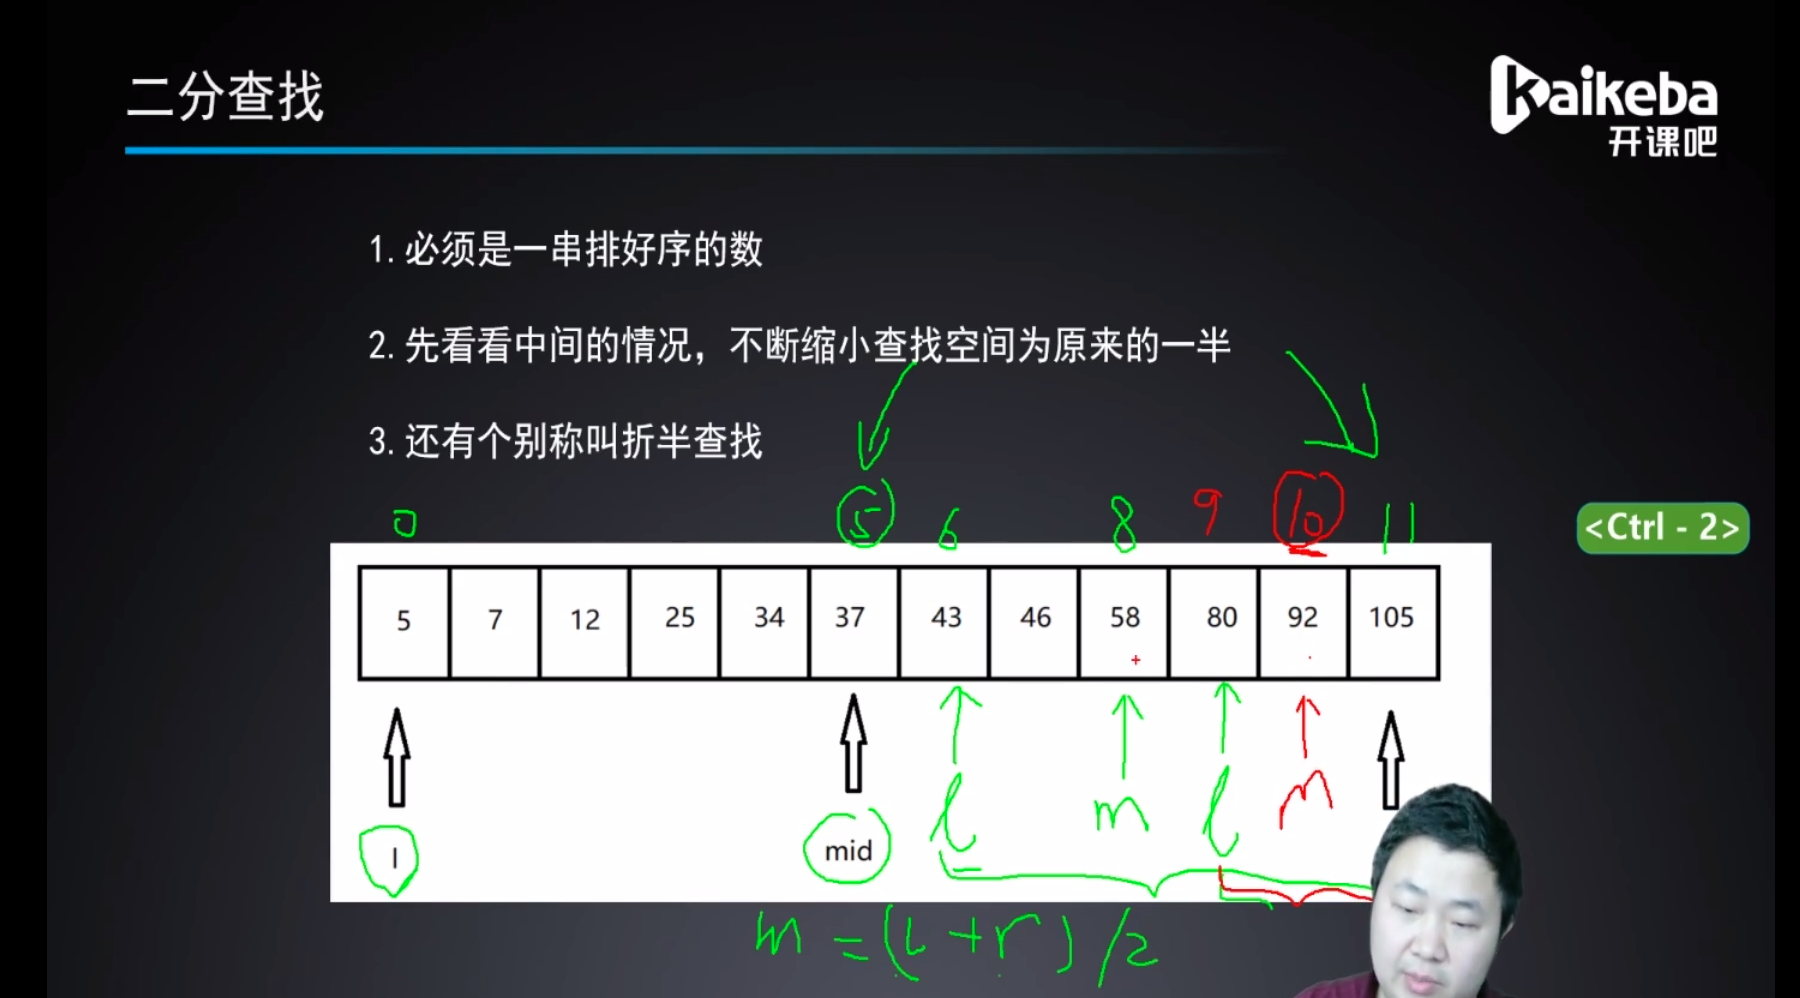 二分查找
kaikeba
开课吧
1.必须是一串排好序的数
2.先看看中间的情况，不断缩小查找空间为原来的一半
3.还有个别称叫折半查找
0 5 6 8 9 10 11
<Ctrl - 2>
5 7 12 25 34 37 43 46 58 80 92 105
l mid l m l m
m = (l + r) / 2